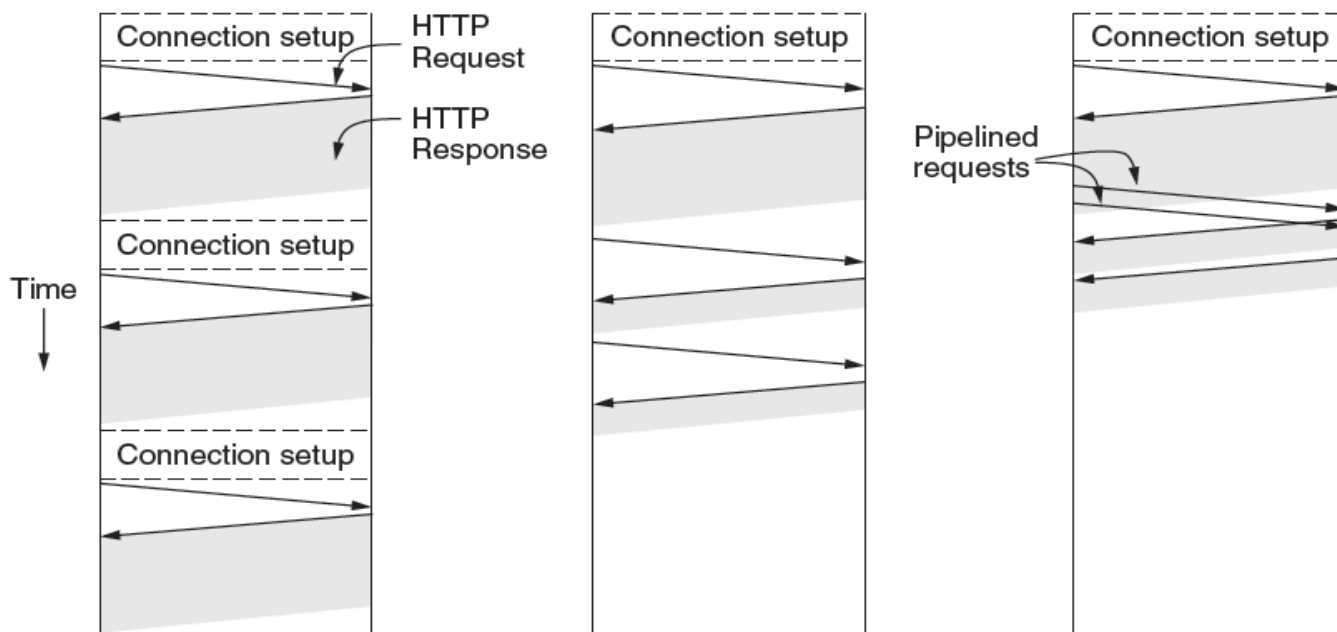 Connection setup
HTTP
Request
HTTP
Response
Connection setup
Time
Connection setup
Connection setup
Connection setup
Pipelined
requests